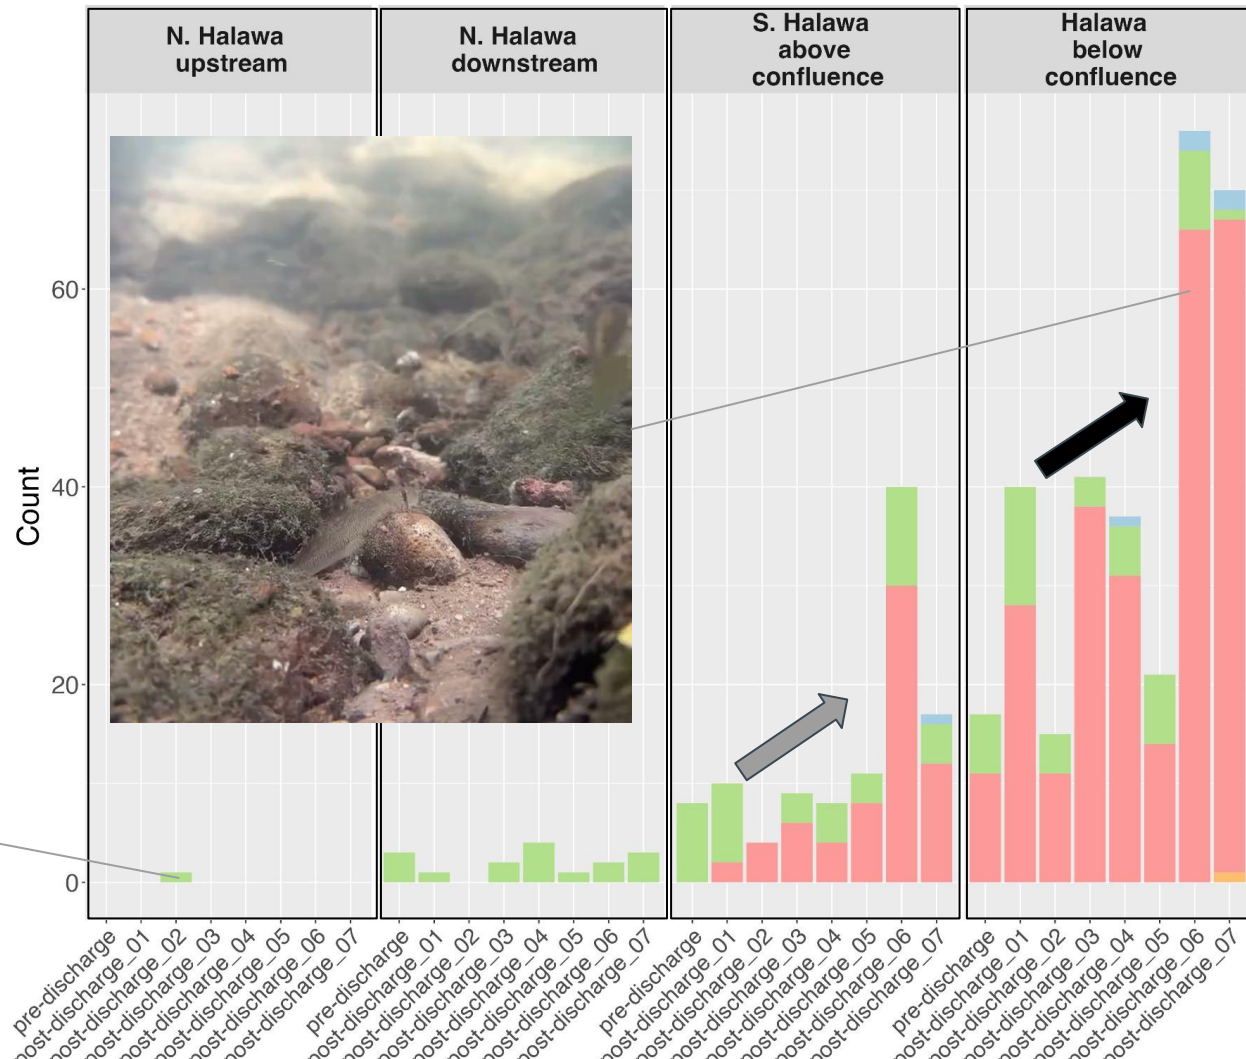 N. Halawa
upstream
N. Halawa
downstream
S. Halawa
above
confluence
Halawa
below
confluence
Count
60
40
20
0
pre-discharge
post-discharge_01
post-discharge_02
post-discharge_03
post-discharge_04
post-discharge_05
post-discharge_06
post-discharge_07
pre-discharge
post-discharge_01
post-discharge_02
post-discharge_03
post-discharge_04
post-discharge_05
post-discharge_06
post-discharge_07
pre-discharge
post-discharge_01
post-discharge_02
post-discharge_03
post-discharge_04
post-discharge_05
post-discharge_06
post-discharge_07
pre-discharge
post-discharge_01
post-discharge_02
post-discharge_03
post-discharge_04
post-discharge_05
post-discharge_06
post-discharge_07